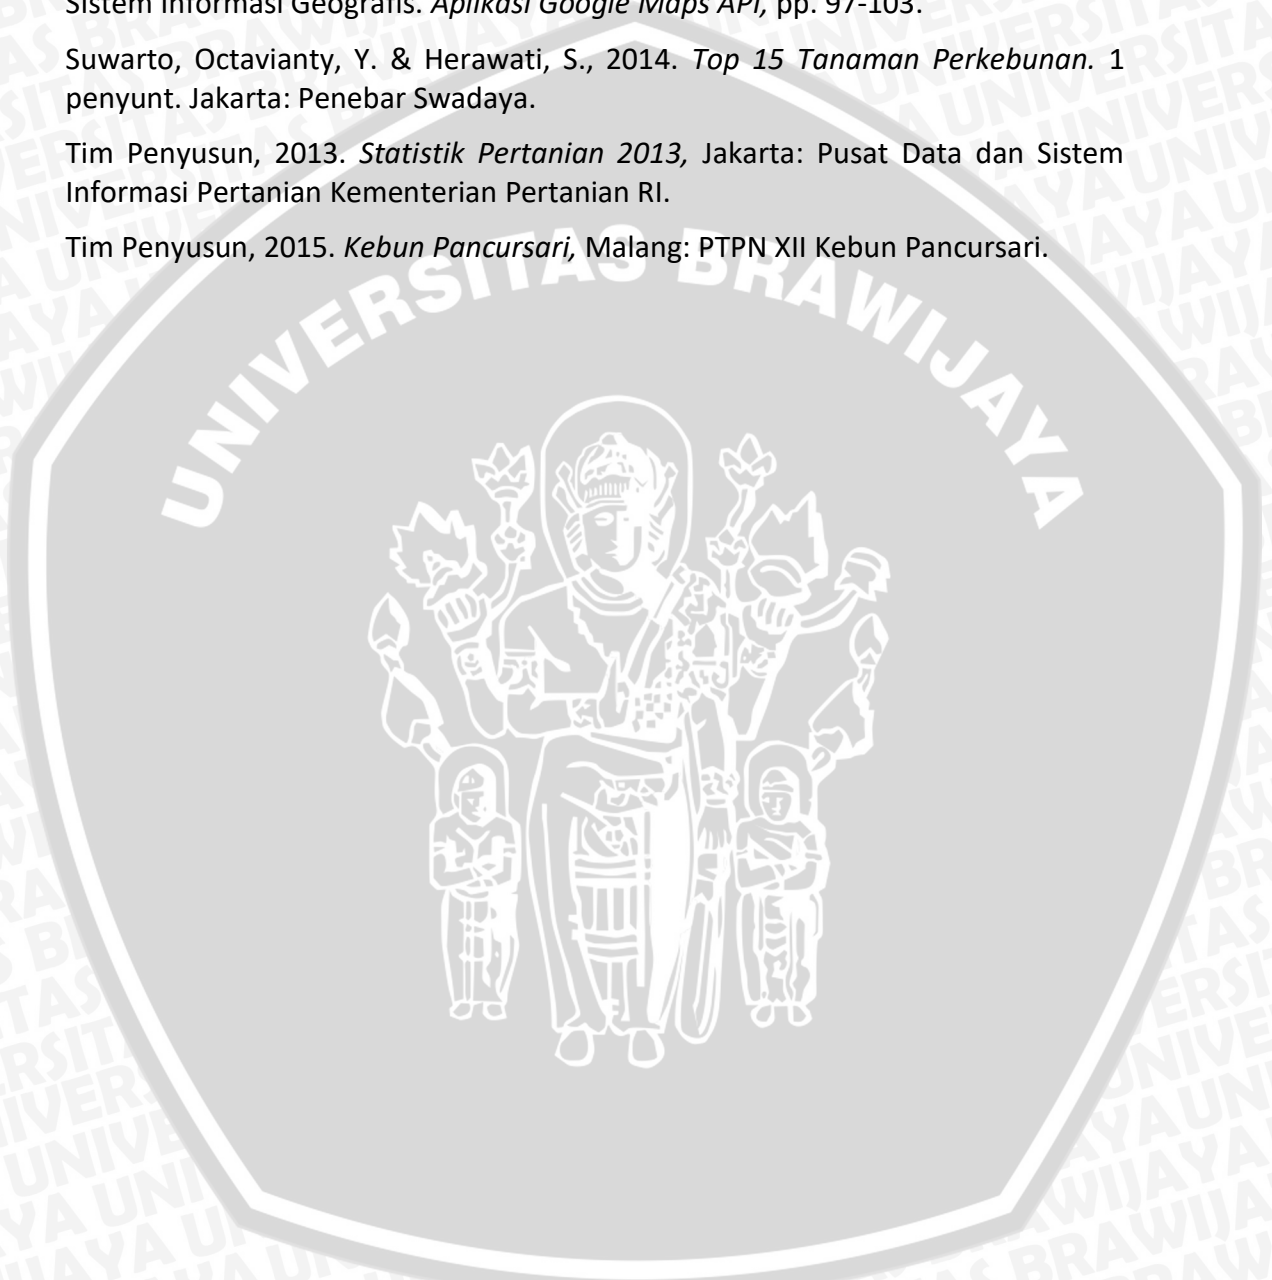 Sistem Informasi Geografis. Aplikasi Google Maps API, pp. 97-103.
Suwarto, Octavianty, Y. & Herawati, S., 2014. Top 15 Tanaman Perkebunan. 1
penyunt. Jakarta: Penebar Swadaya.
Tim Penyusun, 2013. Statistik Pertanian 2013, Jakarta: Pusat Data dan Sistem
Informasi Pertanian Kementerian Pertanian RI.
Tim Penyusun, 2015. Kebun Pancursari, Malang: PTPN XII Kebun Pancursari.
UNIVERSITAS BRAWIJAYA